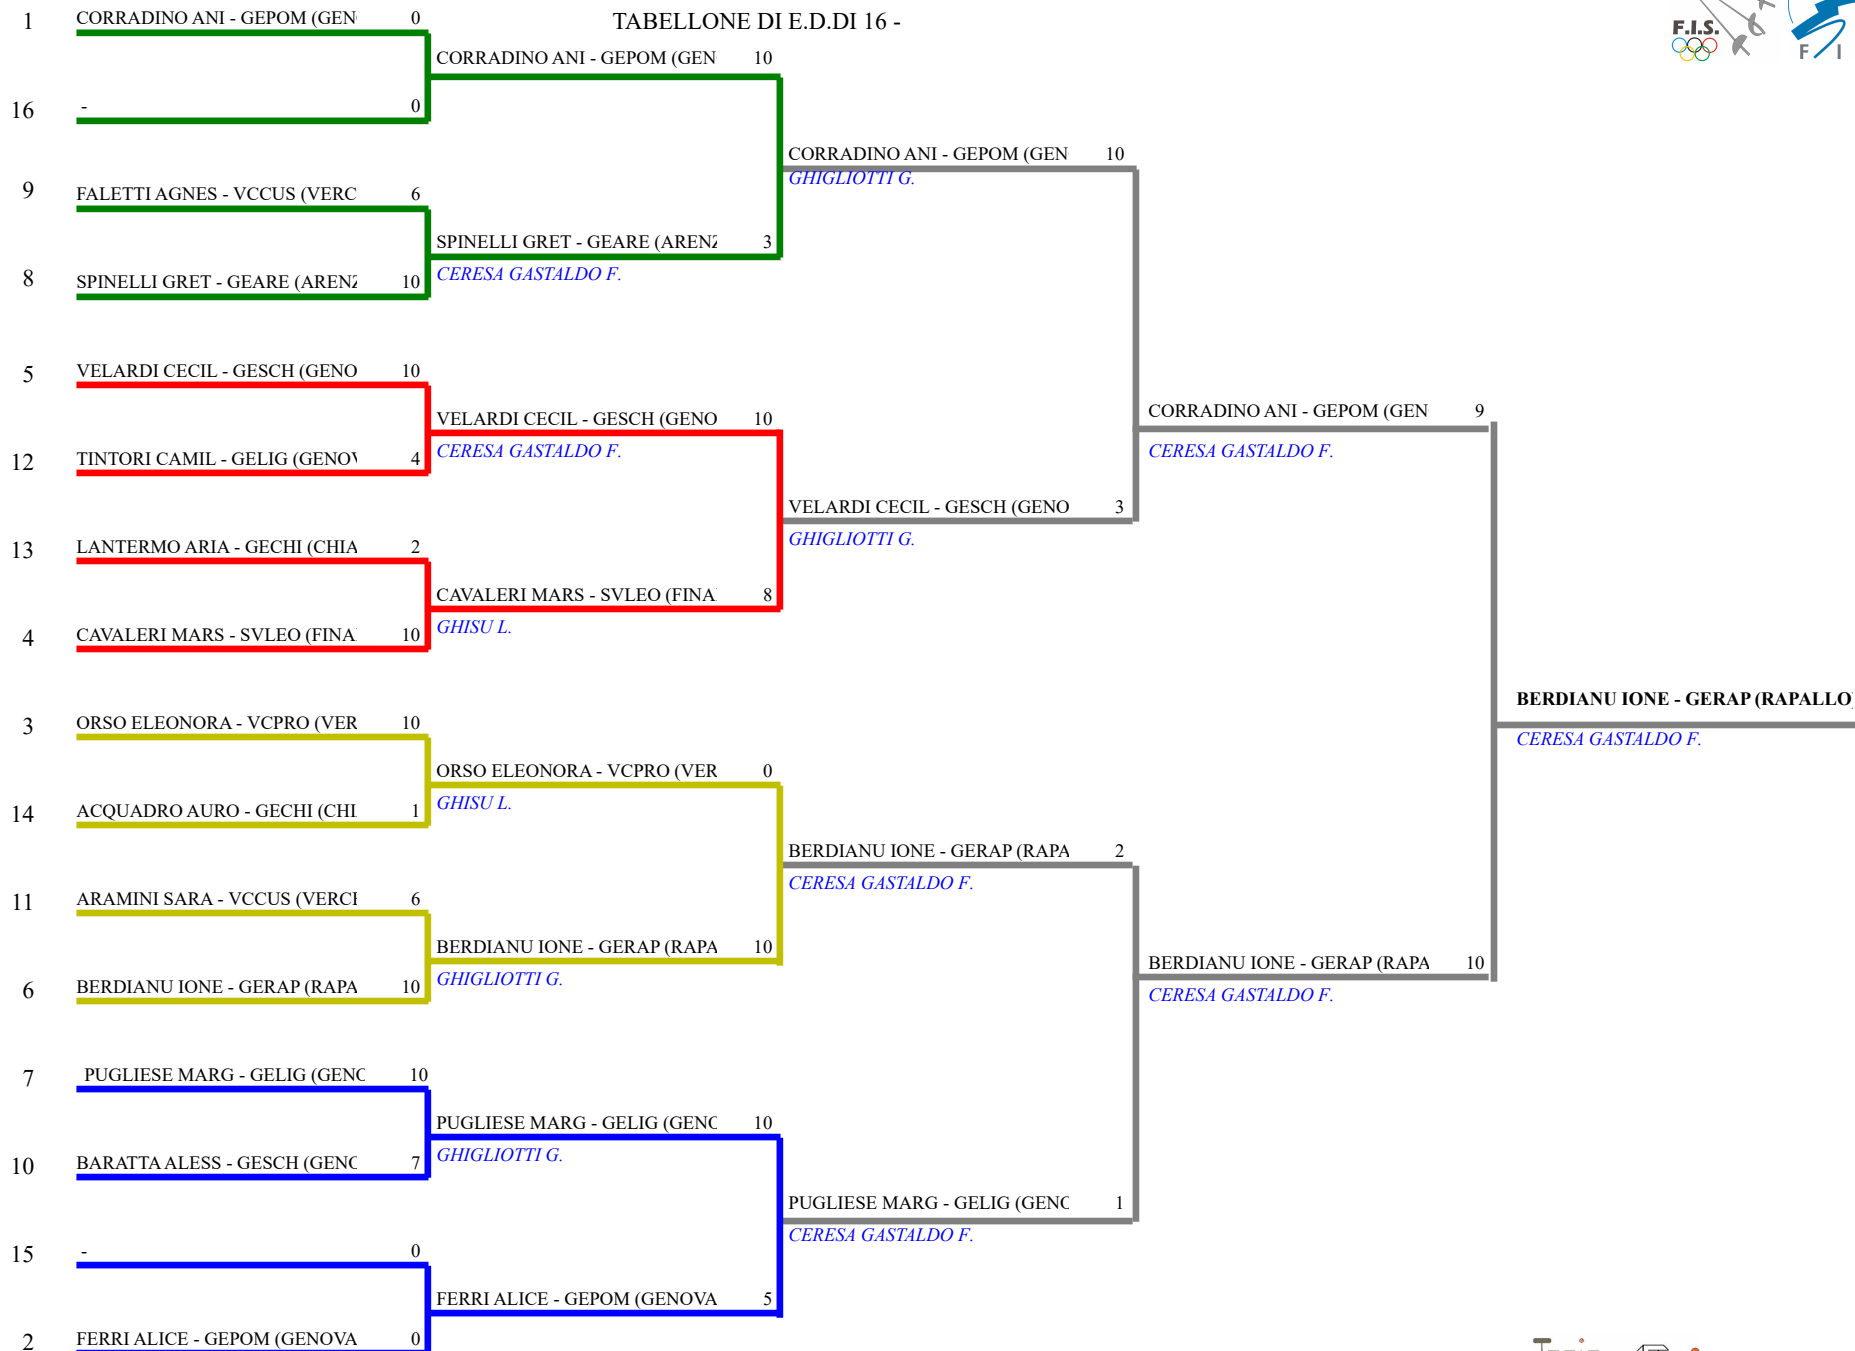 TABELLONE DI E.D.DI 16 -
F.I.S.
F I
1 CORRADINO ANI - GEPOM (GEN 0
CORRADINO ANI - GEPOM (GEN 10
16 - 0
CORRADINO ANI - GEPOM (GEN 10
GHIGLIOTTI G.
9 FALETTI AGNES - VCCUS (VERC 6
SPINELLI GRET - GEARE (ARENZ 3
CERESA GASTALDO F.
8 SPINELLI GRET - GEARE (ARENZ 10
5 VELARDI CECIL - GESCH (GENO 10
CORRADINO ANI - GEPOM (GEN 9
VELARDI CECIL - GESCH (GENO 10
CERESA GASTALDO F.
CERESA GASTALDO F.
12 TINTORI CAMIL - GELIG (GENOV 4
VELARDI CECIL - GESCH (GENO 3
GHIGLIOTTI G.
13 LANTERMO ARIA - GECHI (CHIA 2
CAVALERI MARS - SVLEO (FINA 8
GHISU L.
4 CAVALERI MARS - SVLEO (FINA 10
BERDIANU IONE - GERAP (RAPALLO)
3 ORSO ELEONORA - VCPRO (VER 10
CERESA GASTALDO F.
ORSO ELEONORA - VCPRO (VER 0
GHISU L.
14 ACQUADRO AURO - GECHI (CHI 1
BERDIANU IONE - GERAP (RAPA 2
CERESA GASTALDO F.
11 ARAMINI SARA - VCCUS (VERCE 6
BERDIANU IONE - GERAP (RAPA 10
GHIGLIOTTI G.
BERDIANU IONE - GERAP (RAPA 10
CERESA GASTALDO F.
6 BERDIANU IONE - GERAP (RAPA 10
7 PUGLIESE MARG - GELIG (GENO 10
PUGLIESE MARG - GELIG (GENO 10
GHIGLIOTTI G.
10 BARATTA ALESS - GESCH (GENO 7
PUGLIESE MARG - GELIG (GENO 1
CERESA GASTALDO F.
15 - 0
FERRI ALICE - GEPOM (GENOVA 5
2 FERRI ALICE - GEPOM (GENOVA 0